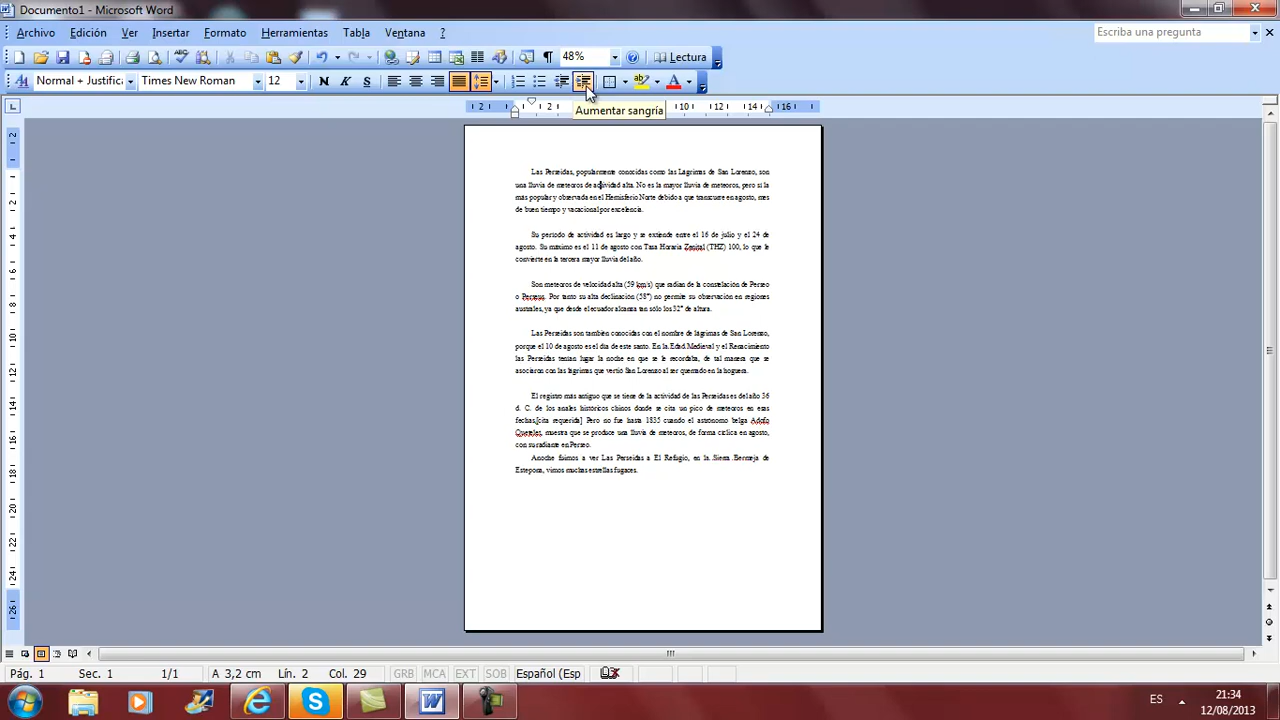 Documento1 - Microsoft Word
Archivo Edición Ver Insertar Formato Herramientas Tabla Ventana ? Escriba una pregunta
48% Lectura
Normal + Justifica Times New Roman 12 N K S
Aumentar sangría
Las Perseidas, popularmente conocidas como las Lágrimas de San Lorenzo, son
una lluvia de meteoros de actividad alta. No es la mayor lluvia de meteoros, pero sí la
más popular y observada en el Hemisferio Norte debido a que transcurre en agosto, mes
de buen tiempo y vacacional por excelencia.
Su periodo de actividad es largo y se extiende entre el 16 de julio y el 24 de
agosto. Su máximo es el 11 de agosto con Tasa Horaria Zenital (THZ) 100, lo que le
convierte en la tercera mayor lluvia del año.
Son meteoros de velocidad alta (59 km/s) que radian de la constelación de Perseo
o Perseus. Por tanto su alta declinación (58°) no permite su observación en regiones
australes, ya que desde el ecuador alcanza tan sólo los 32° de altura.
Las Perseidas son también conocidas con el nombre de lágrimas de San Lorenzo,
porque el 10 de agosto es el día de este santo. En la Edad Medieval y el Renacimiento
las Perseidas tenían lugar la noche en que se le recordaba, de tal manera que se
asociaron con las lágrimas que vertió San Lorenzo al ser quemado en la hoguera.
El registro más antiguo que se tiene de la actividad de las Perseidas es del año 36
d. C. de los anales históricos chinos donde se cita un pico de meteoros en esas
fechas,[cita requerida] Pero no fue hasta 1835 cuando el astrónomo belga Adolfo
Quetelet, muestra que se produce una lluvia de meteoros, de forma cíclica en agosto,
con su radiante en Perseo.
Anoche fuimos a ver Las Perseidas a El Refugio, en la Sierra Bermeja de
Estepona, vimos muchas estrellas fugaces.
Pág. 1 Sec. 1 1/1 A 3,2 cm Lín. 2 Col. 29 GRB MCA EXT SOB Español (Esp
ES 21:34
12/08/2013